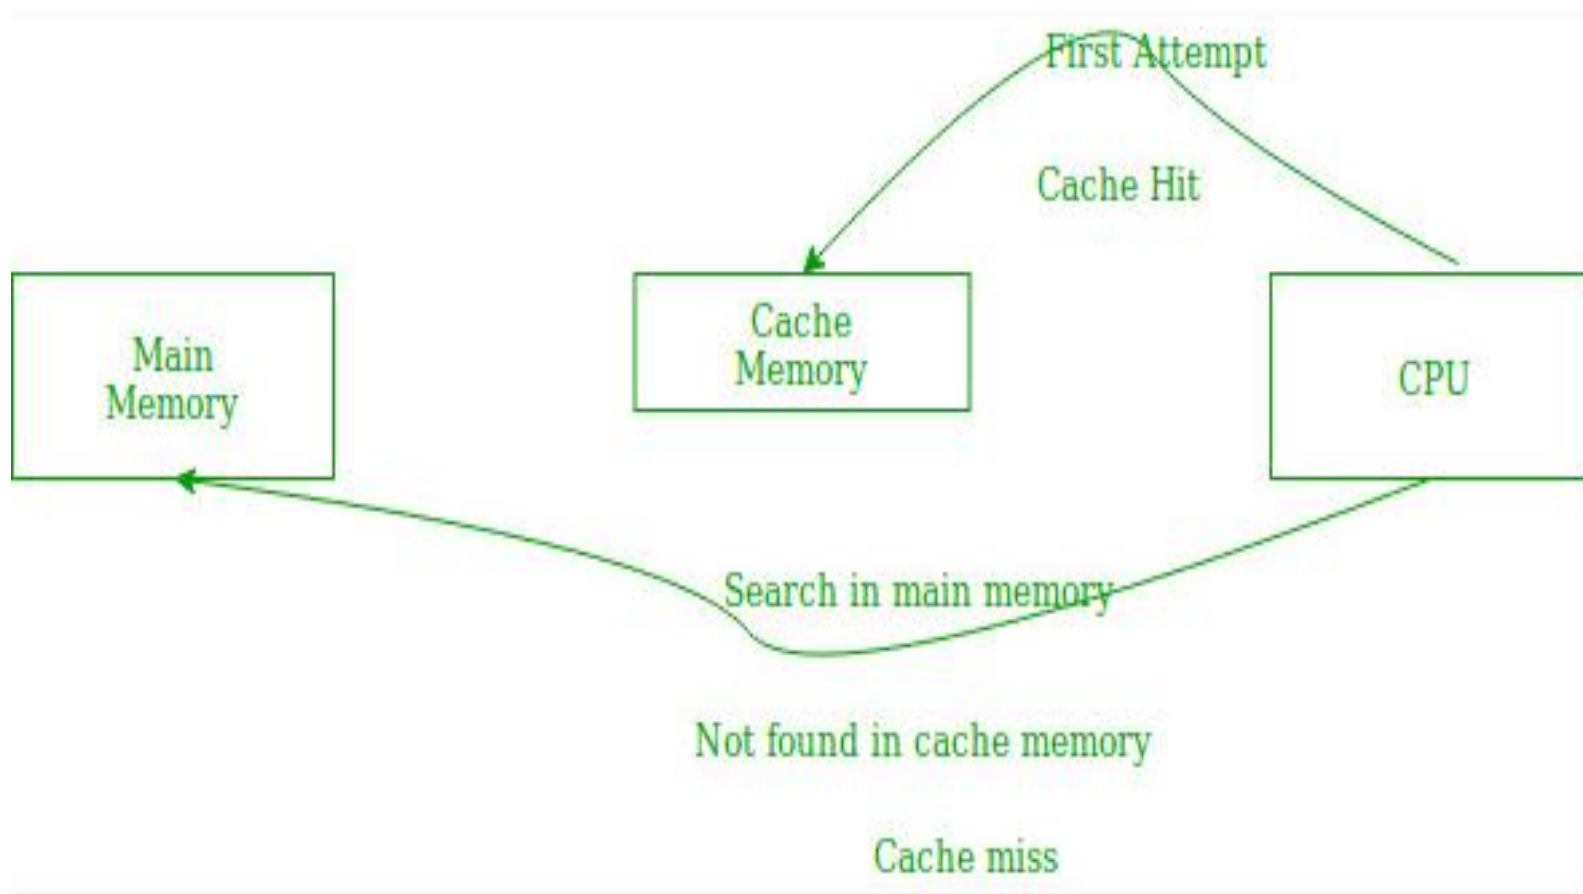 First Attempt
Cache Hit
Main
Memory
Cache
Memory
CPU
Search in main memory
Not found in cache memory
Cache miss